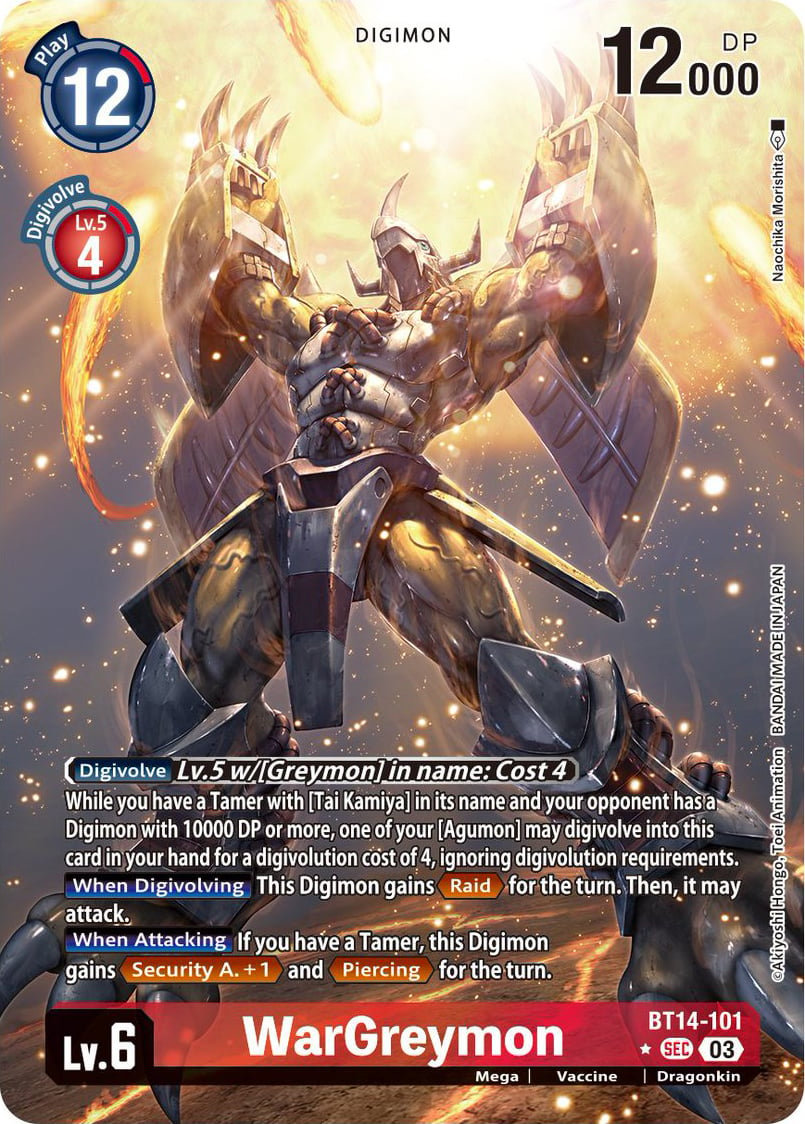 DIGIMON
Play
12
DP
12000
Digivolve
Lv.5
4
Naochika Morishita
Digivolve Lv.5 w/[Greymon] in name: Cost 4
While you have a Tamer with [Tai Kamiya] in its name and your opponent has a
Digimon with 10000 DP or more, one of your [Agumon] may digivolve into this
card in your hand for a digivolution cost of 4, ignoring digivolution requirements.
When Digivolving This Digimon gains Raid for the turn. Then, it may
attack.
When Attacking If you have a Tamer, this Digimon
gains Security A. +1 and Piercing for the turn.
©Akiyoshi Hongo, Toei Animation BANDAI MADE IN JAPAN
Lv.6
WarGreymon
BT14-101
★ SEC 03
Mega | Vaccine | Dragonkin